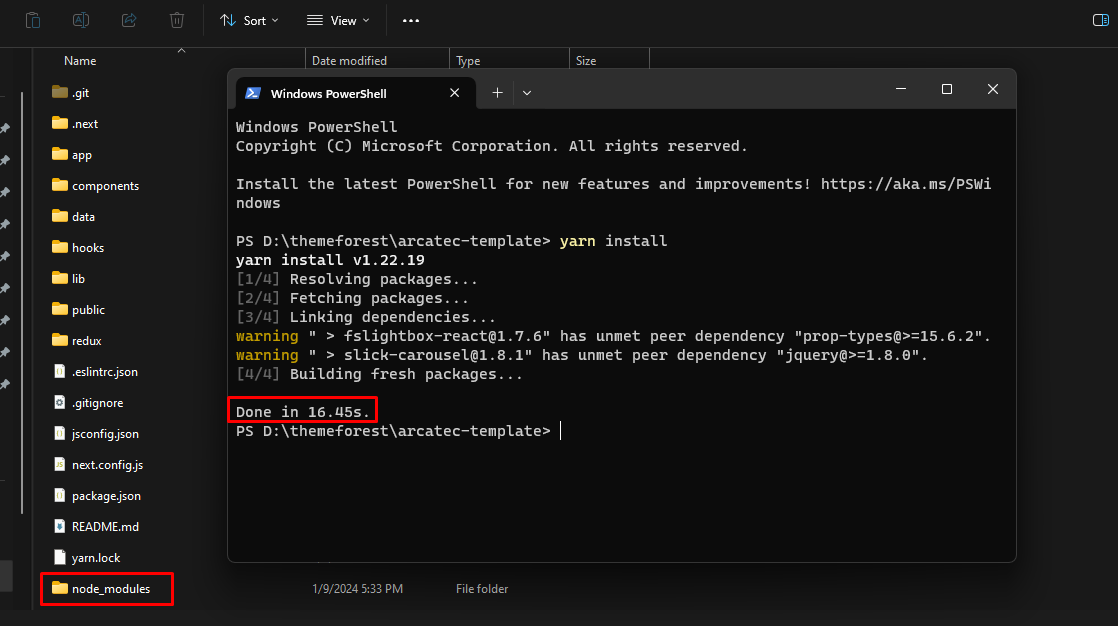 Sort
View
Name
Date modified
Type
Size
.git
.next
app
components
data
hooks
lib
public
redux
.eslintrc.json
.gitignore
jsconfig.json
next.config.js
package.json
README.md
yarn.lock
node_modules
1/9/2024 5:33 PM
File folder
Windows PowerShell
Windows PowerShell
Copyright (C) Microsoft Corporation. All rights reserved.
Install the latest PowerShell for new features and improvements! https://aka.ms/PSWi
ndows
PS D:\themeforest\arcatec-template> yarn install
yarn install v1.22.19
[1/4] Resolving packages...
[2/4] Fetching packages...
[3/4] Linking dependencies...
warning " > fslightbox-react@1.7.6" has unmet peer dependency "prop-types@>=15.6.2".
warning " > slick-carousel@1.8.1" has unmet peer dependency "jquery@>=1.8.0".
[4/4] Building fresh packages...
Done in 16.45s.
PS D:\themeforest\arcatec-template>